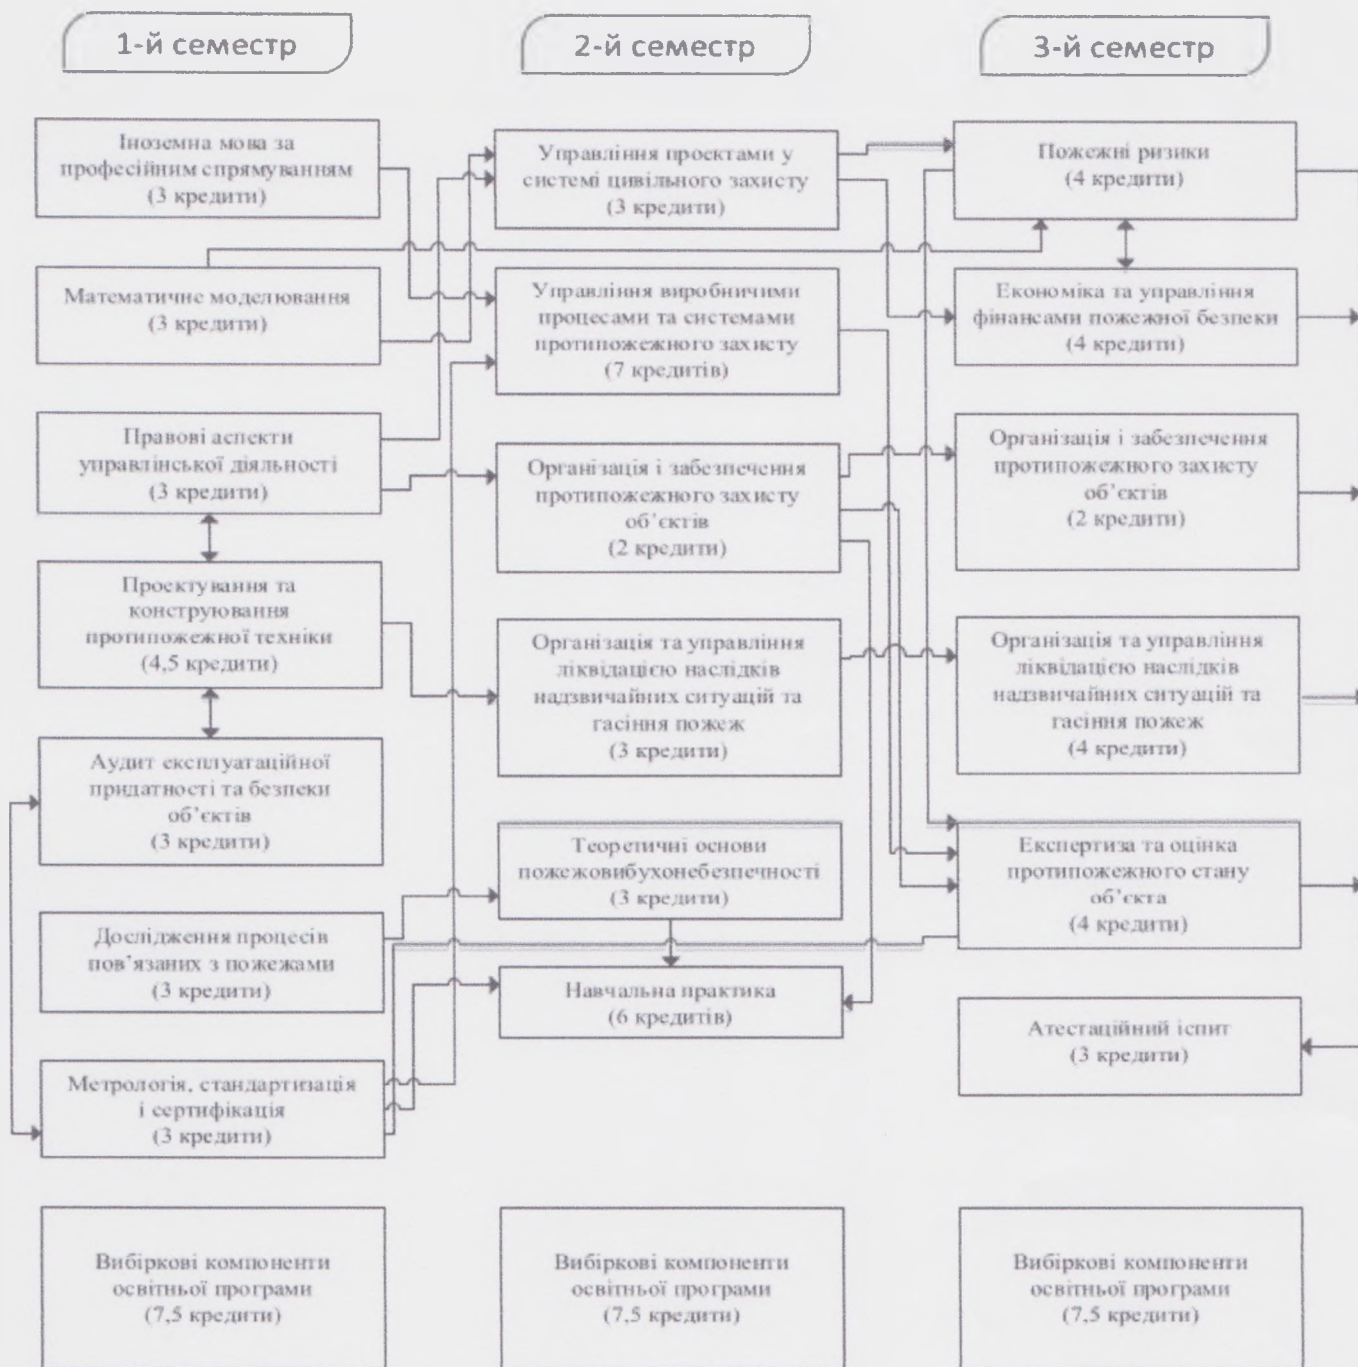 1-й семестр
Іноземна мова за
професійним спрямуванням
(3 кредити)
Математичне моделювання
(3 кредити)
Правові аспекти
управлінської діяльності
(3 кредити)
Проектування та
конструювання
протипожежної техніки
(4,5 кредити)
Аудит експлуатаційної
придатності та безпеки
об'єктів
(3 кредити)
Дослідження процесів
пов'язаних з пожежами
(3 кредити)
Метрологія, стандартизація
і сертифікація
(3 кредити)
Вибіркові компоненти
освітньої програми
(7,5 кредити)
2-й семестр
Управління проєктами у
системі цивільного захисту
(3 кредити)
Управління виробничими
процесами та системами
протипожежного захисту
(7 кредитів)
Організація і забезпечення
протипожежного захисту
об'єктів
(2 кредити)
Організація та управління
ліквідацією наслідків
надзвичайних ситуацій та
гасіння пожеж
(3 кредити)
Теоретичні основи
пожежовибухонебезпечності
(3 кредити)
Навчальна практика
(6 кредитів)
Вибіркові компоненти
освітньої програми
(7,5 кредити)
3-й семестр
Пожежні ризики
(4 кредити)
Економіка та управління
фінансами пожежної безпеки
(4 кредити)
Організація і забезпечення
протипожежного захисту
об'єктів
(2 кредити)
Організація та управління
ліквідацією наслідків
надзвичайних ситуацій та
гасіння пожеж
(4 кредити)
Експертиза та оцінка
протипожежного стану
об'єкта
(4 кредити)
Атестаційний іспит
(3 кредити)
Вибіркові компоненти
освітньої програми
(7,5 кредити)